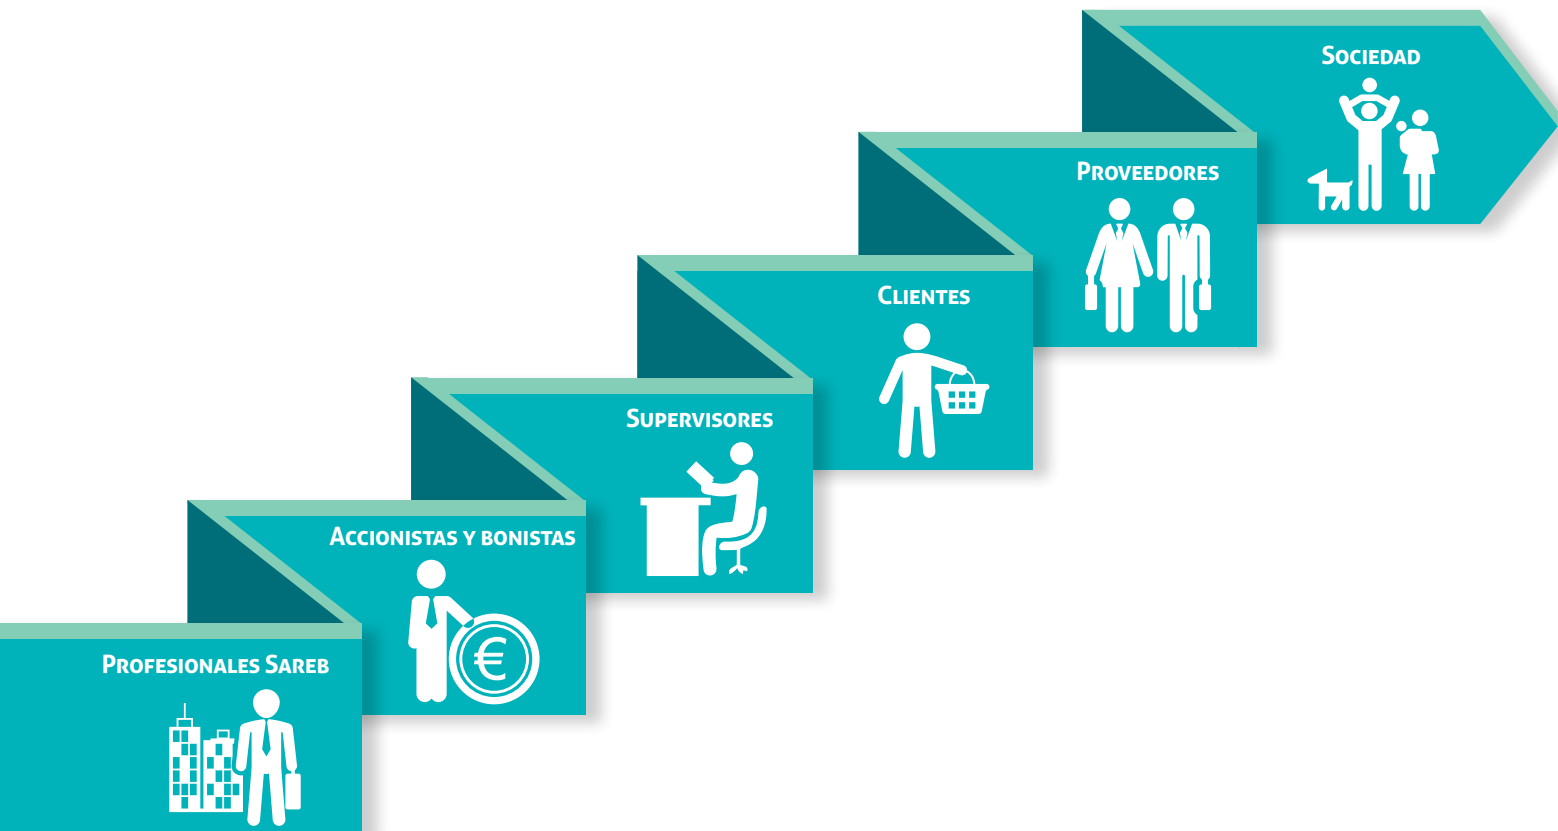 Sociedad
Proveedores
Clientes
Supervisores
Accionistas y bonistas
€
Profesionales Sareb